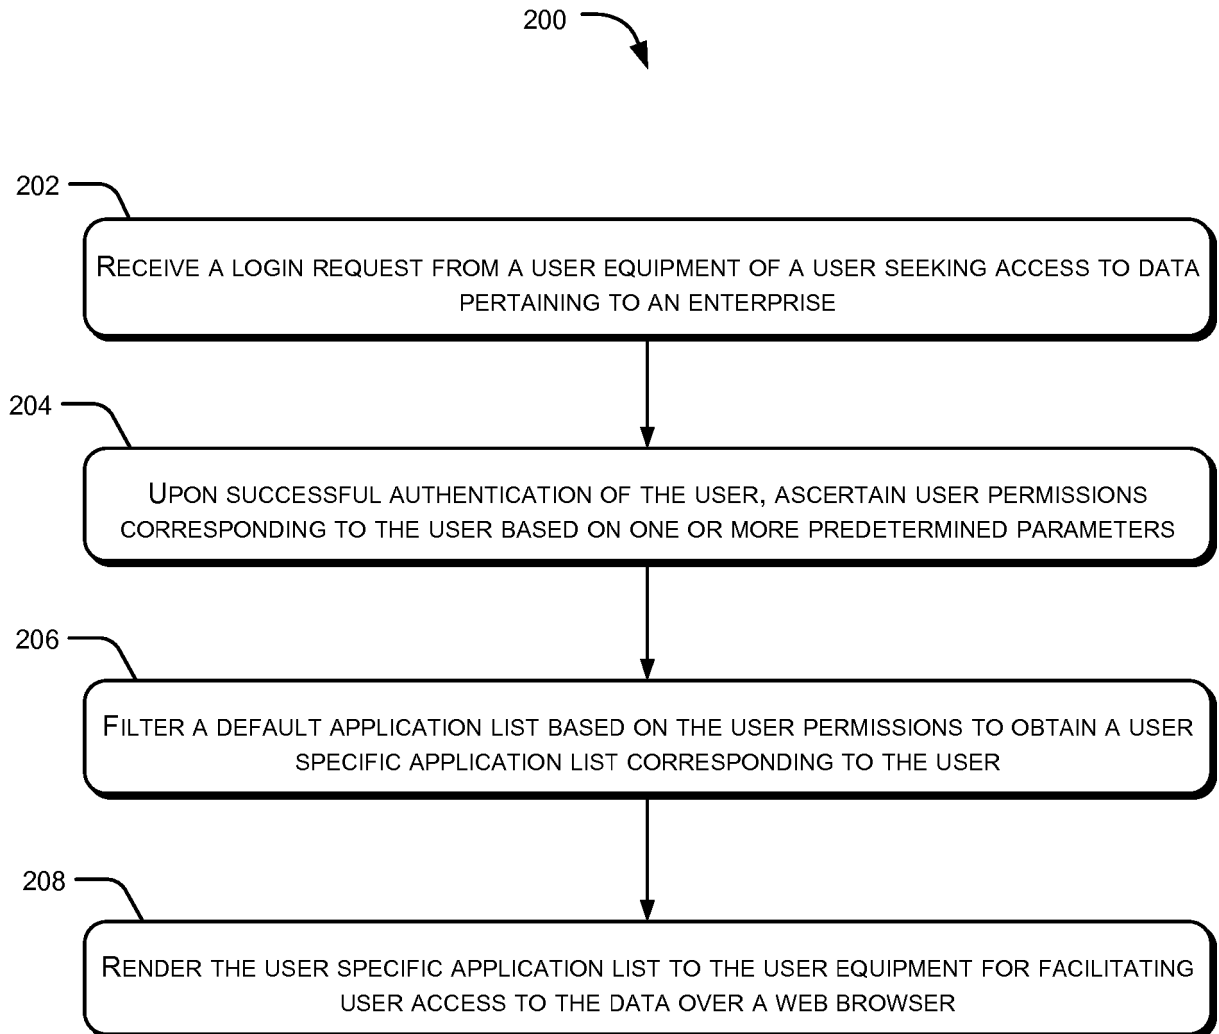 200
202
RECEIVE A LOGIN REQUEST FROM A USER EQUIPMENT OF A USER SEEKING ACCESS TO DATA
PERTAINING TO AN ENTERPRISE
204
UPON SUCCESSFUL AUTHENTICATION OF THE USER, ASCERTAIN USER PERMISSIONS
CORRESPONDING TO THE USER BASED ON ONE OR MORE PREDETERMINED PARAMETERS
206
FILTER A DEFAULT APPLICATION LIST BASED ON THE USER PERMISSIONS TO OBTAIN A USER
SPECIFIC APPLICATION LIST CORRESPONDING TO THE USER
208
RENDER THE USER SPECIFIC APPLICATION LIST TO THE USER EQUIPMENT FOR FACILITATING
USER ACCESS TO THE DATA OVER A WEB BROWSER